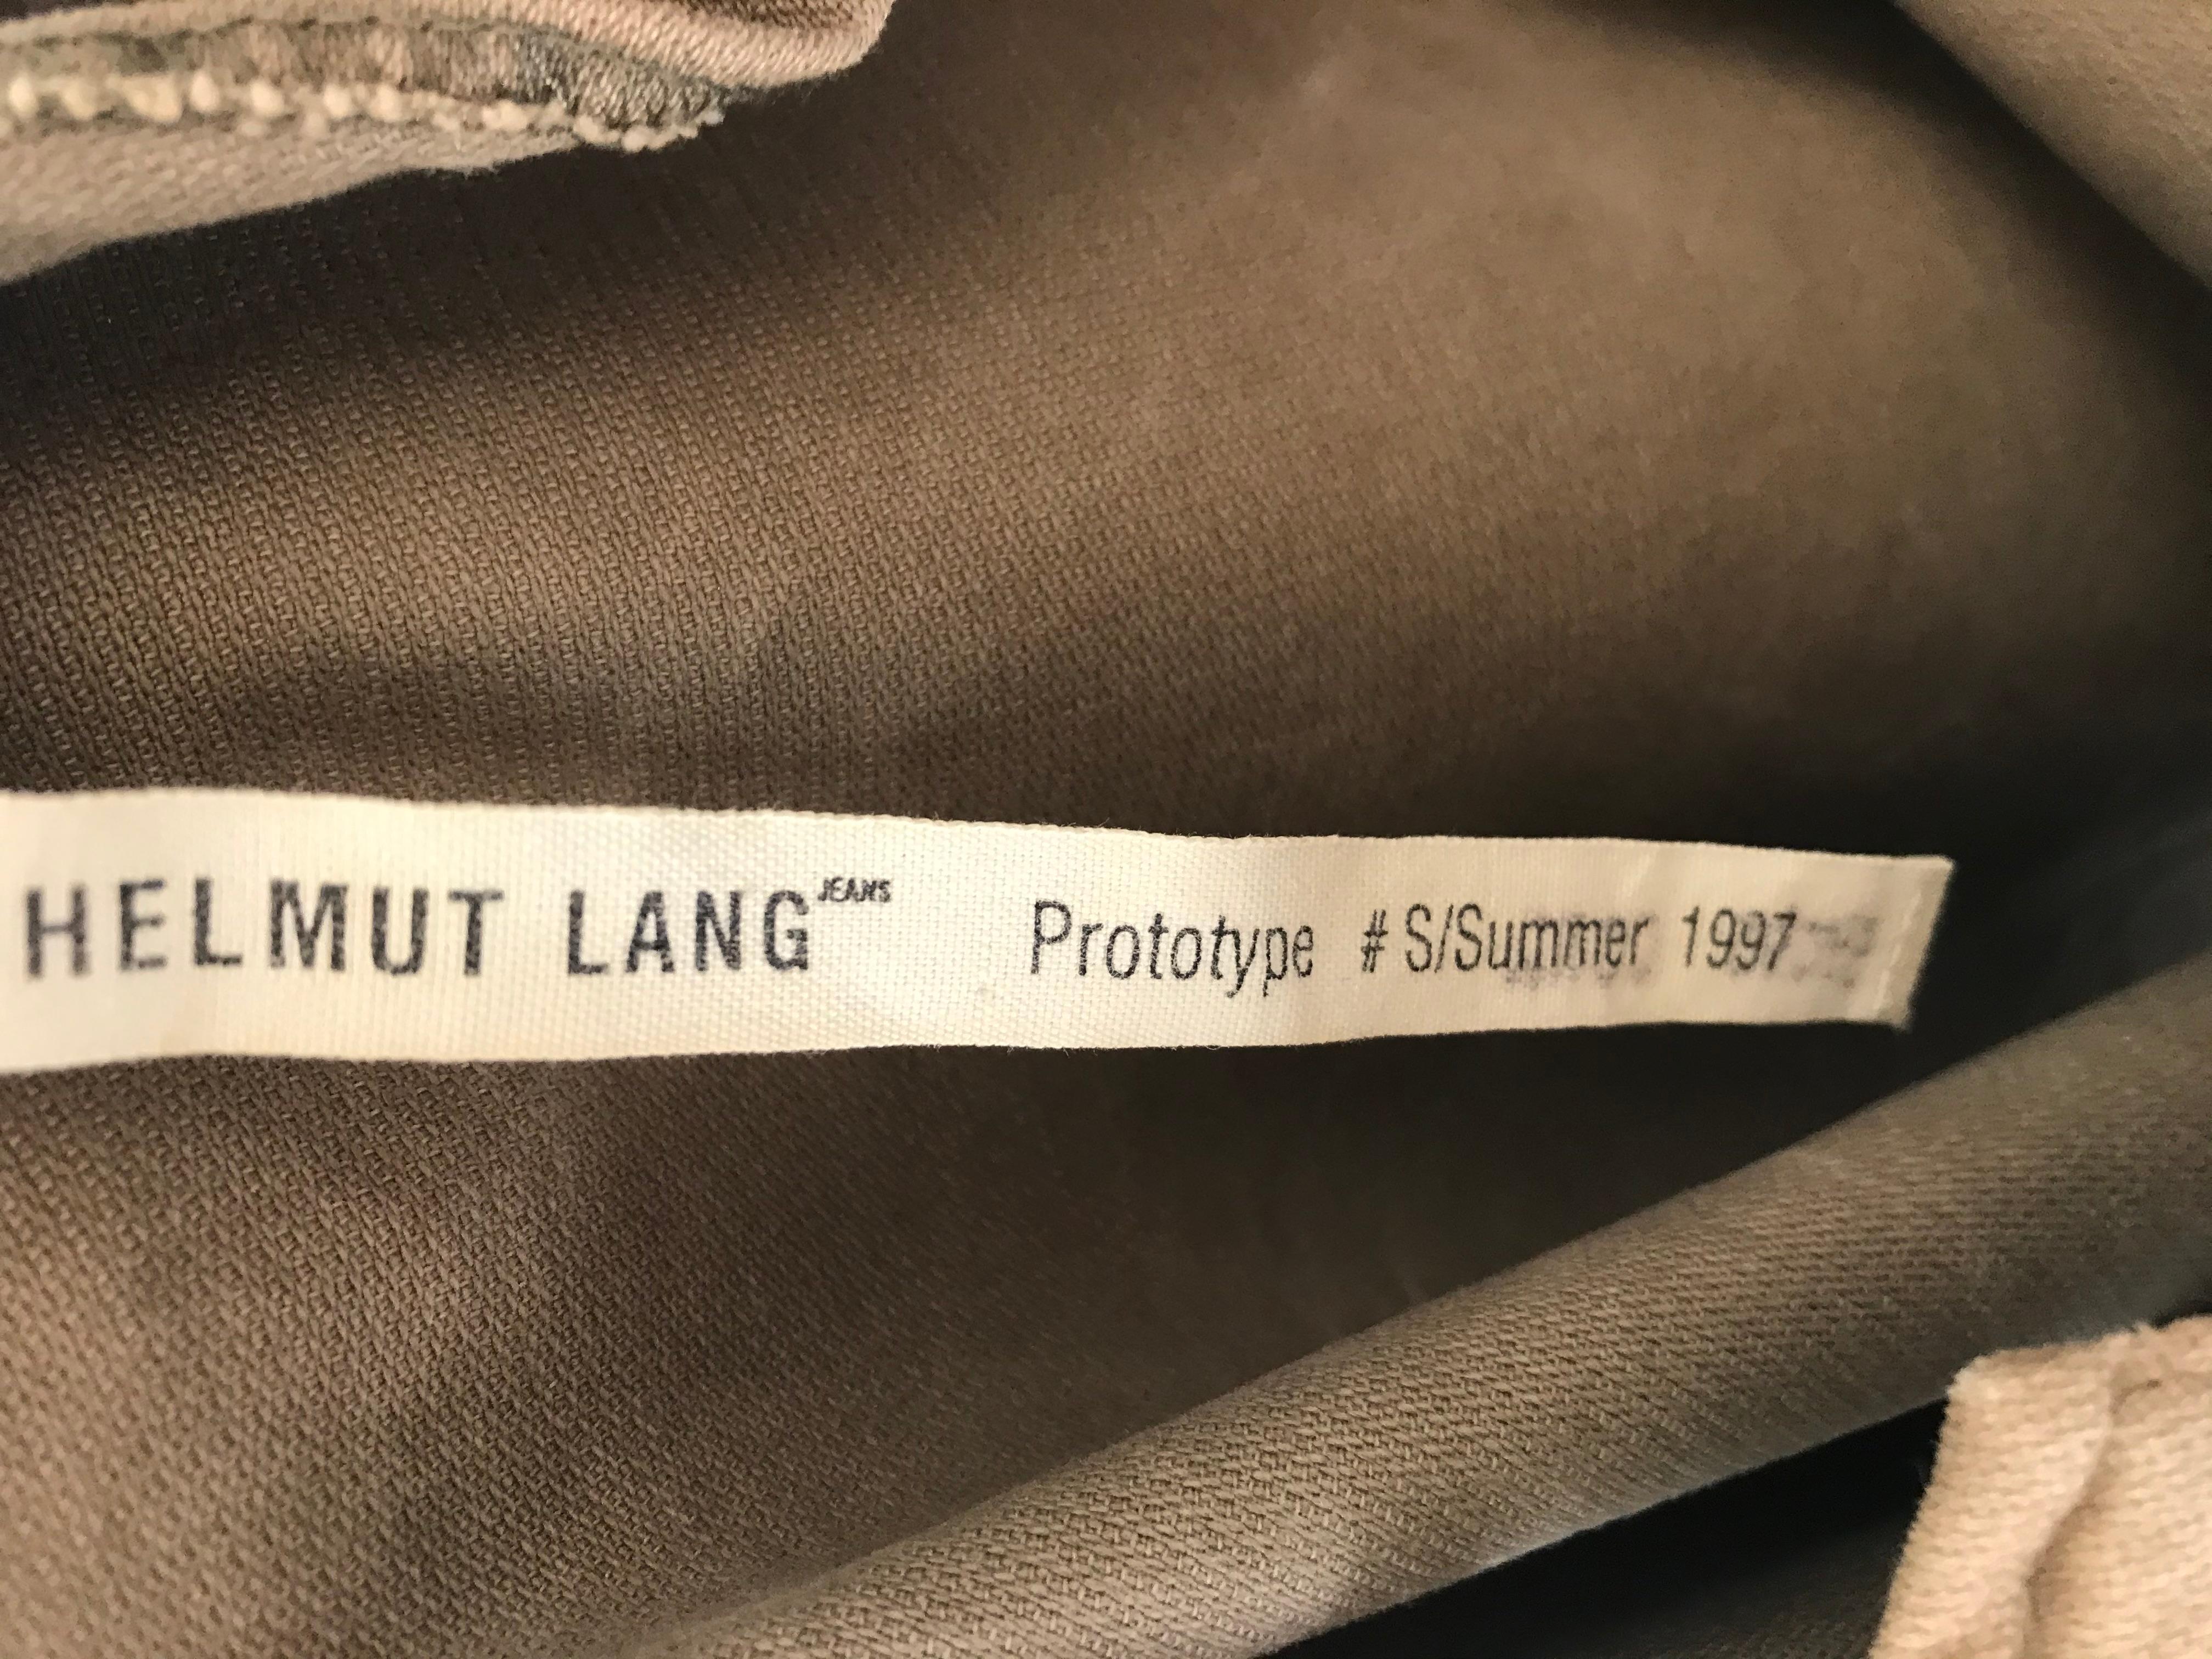 HELMUT LANG JEANS Prototype # S/Summer 1997